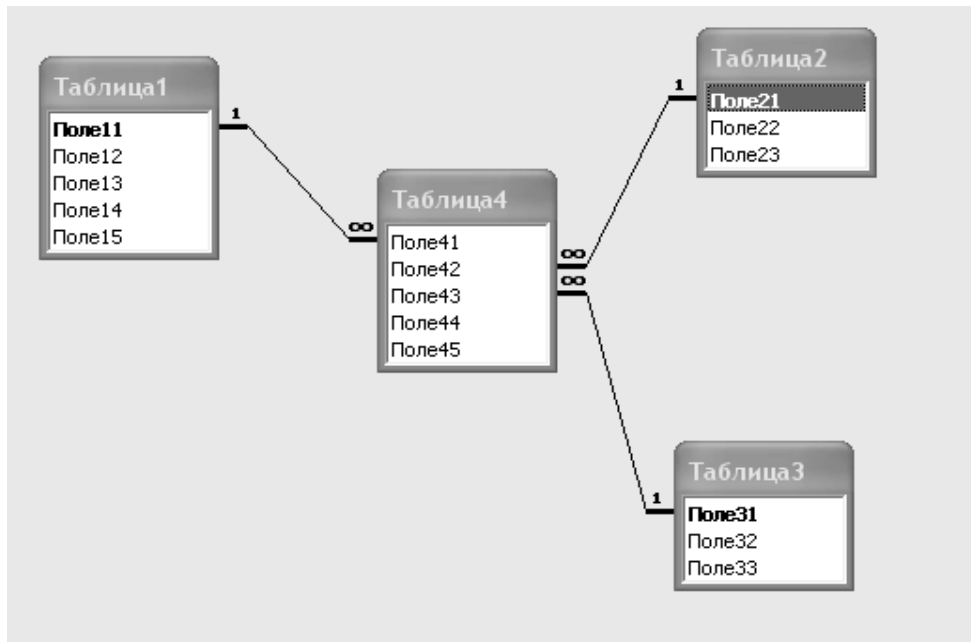 Таблица1
Поле11
Поле12
Поле13
Поле14
Поле15
1
∞
Таблица4
Поле41
Поле42
Поле43
Поле44
Поле45
∞
∞
1
Таблица2
Поле21
Поле22
Поле23
1
Таблица3
Поле31
Поле32
Поле33